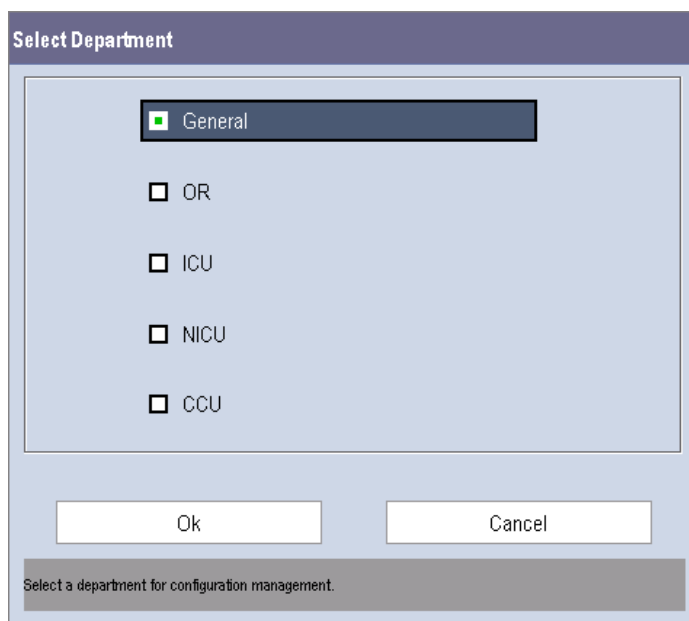 Select Department
General
OR
ICU
NICU
CCU
Ok
Cancel
Select a department for configuration management.